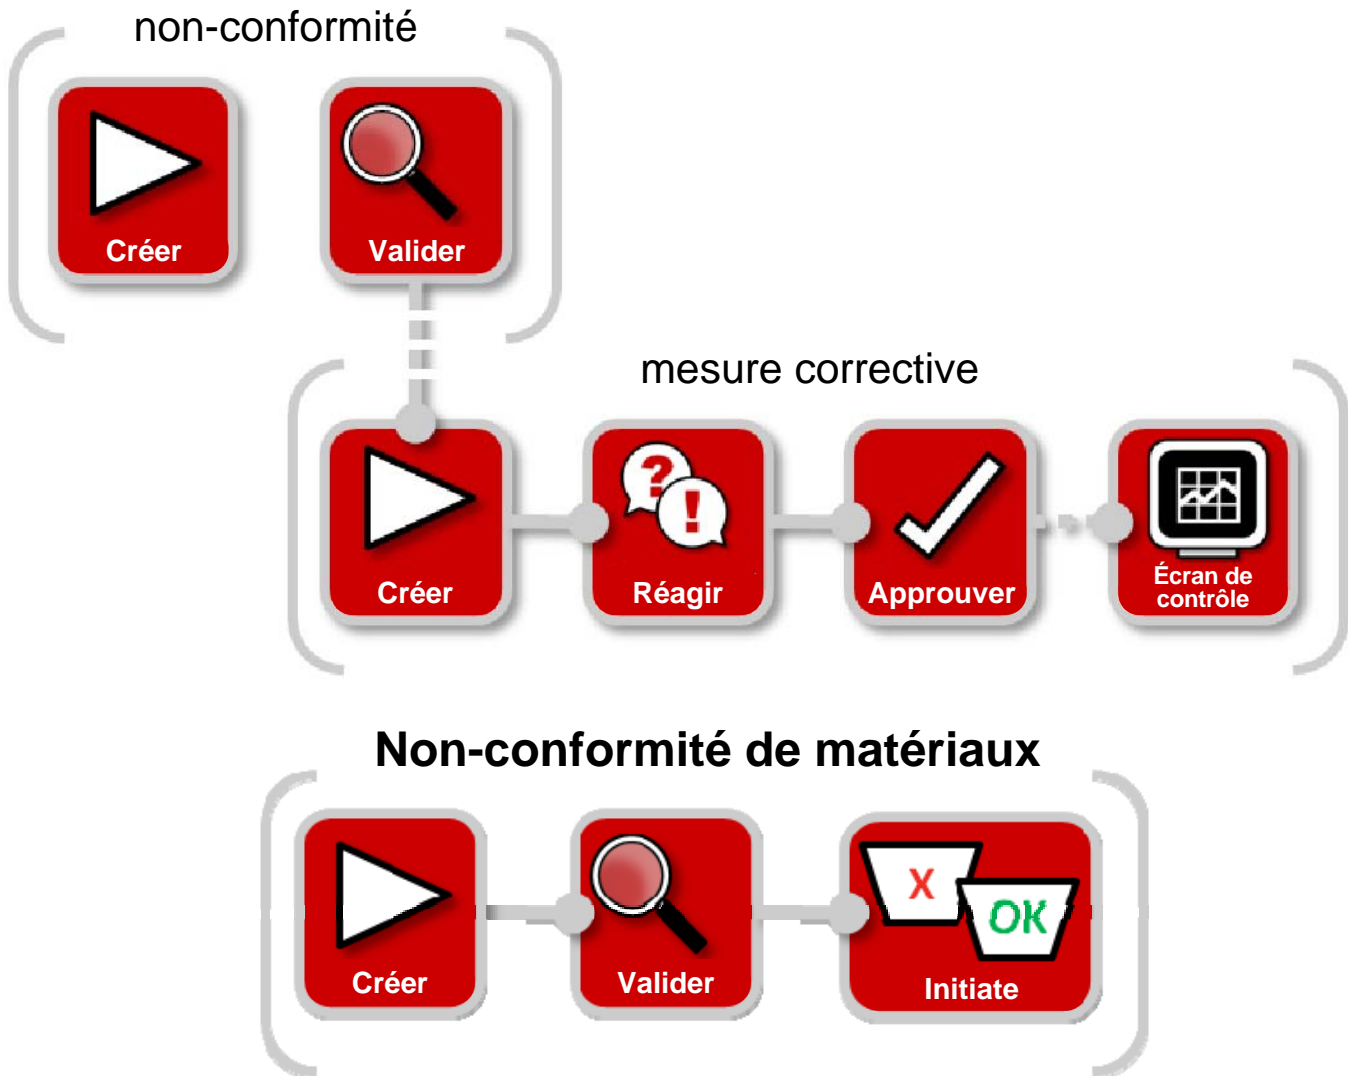 non-conformité
Créer
Valider
mesure corrective
?
!
Créer
Réagir
Approuver
Écran de
contrôle
Non-conformité de matériaux
X
OK
Créer
Valider
Initiate